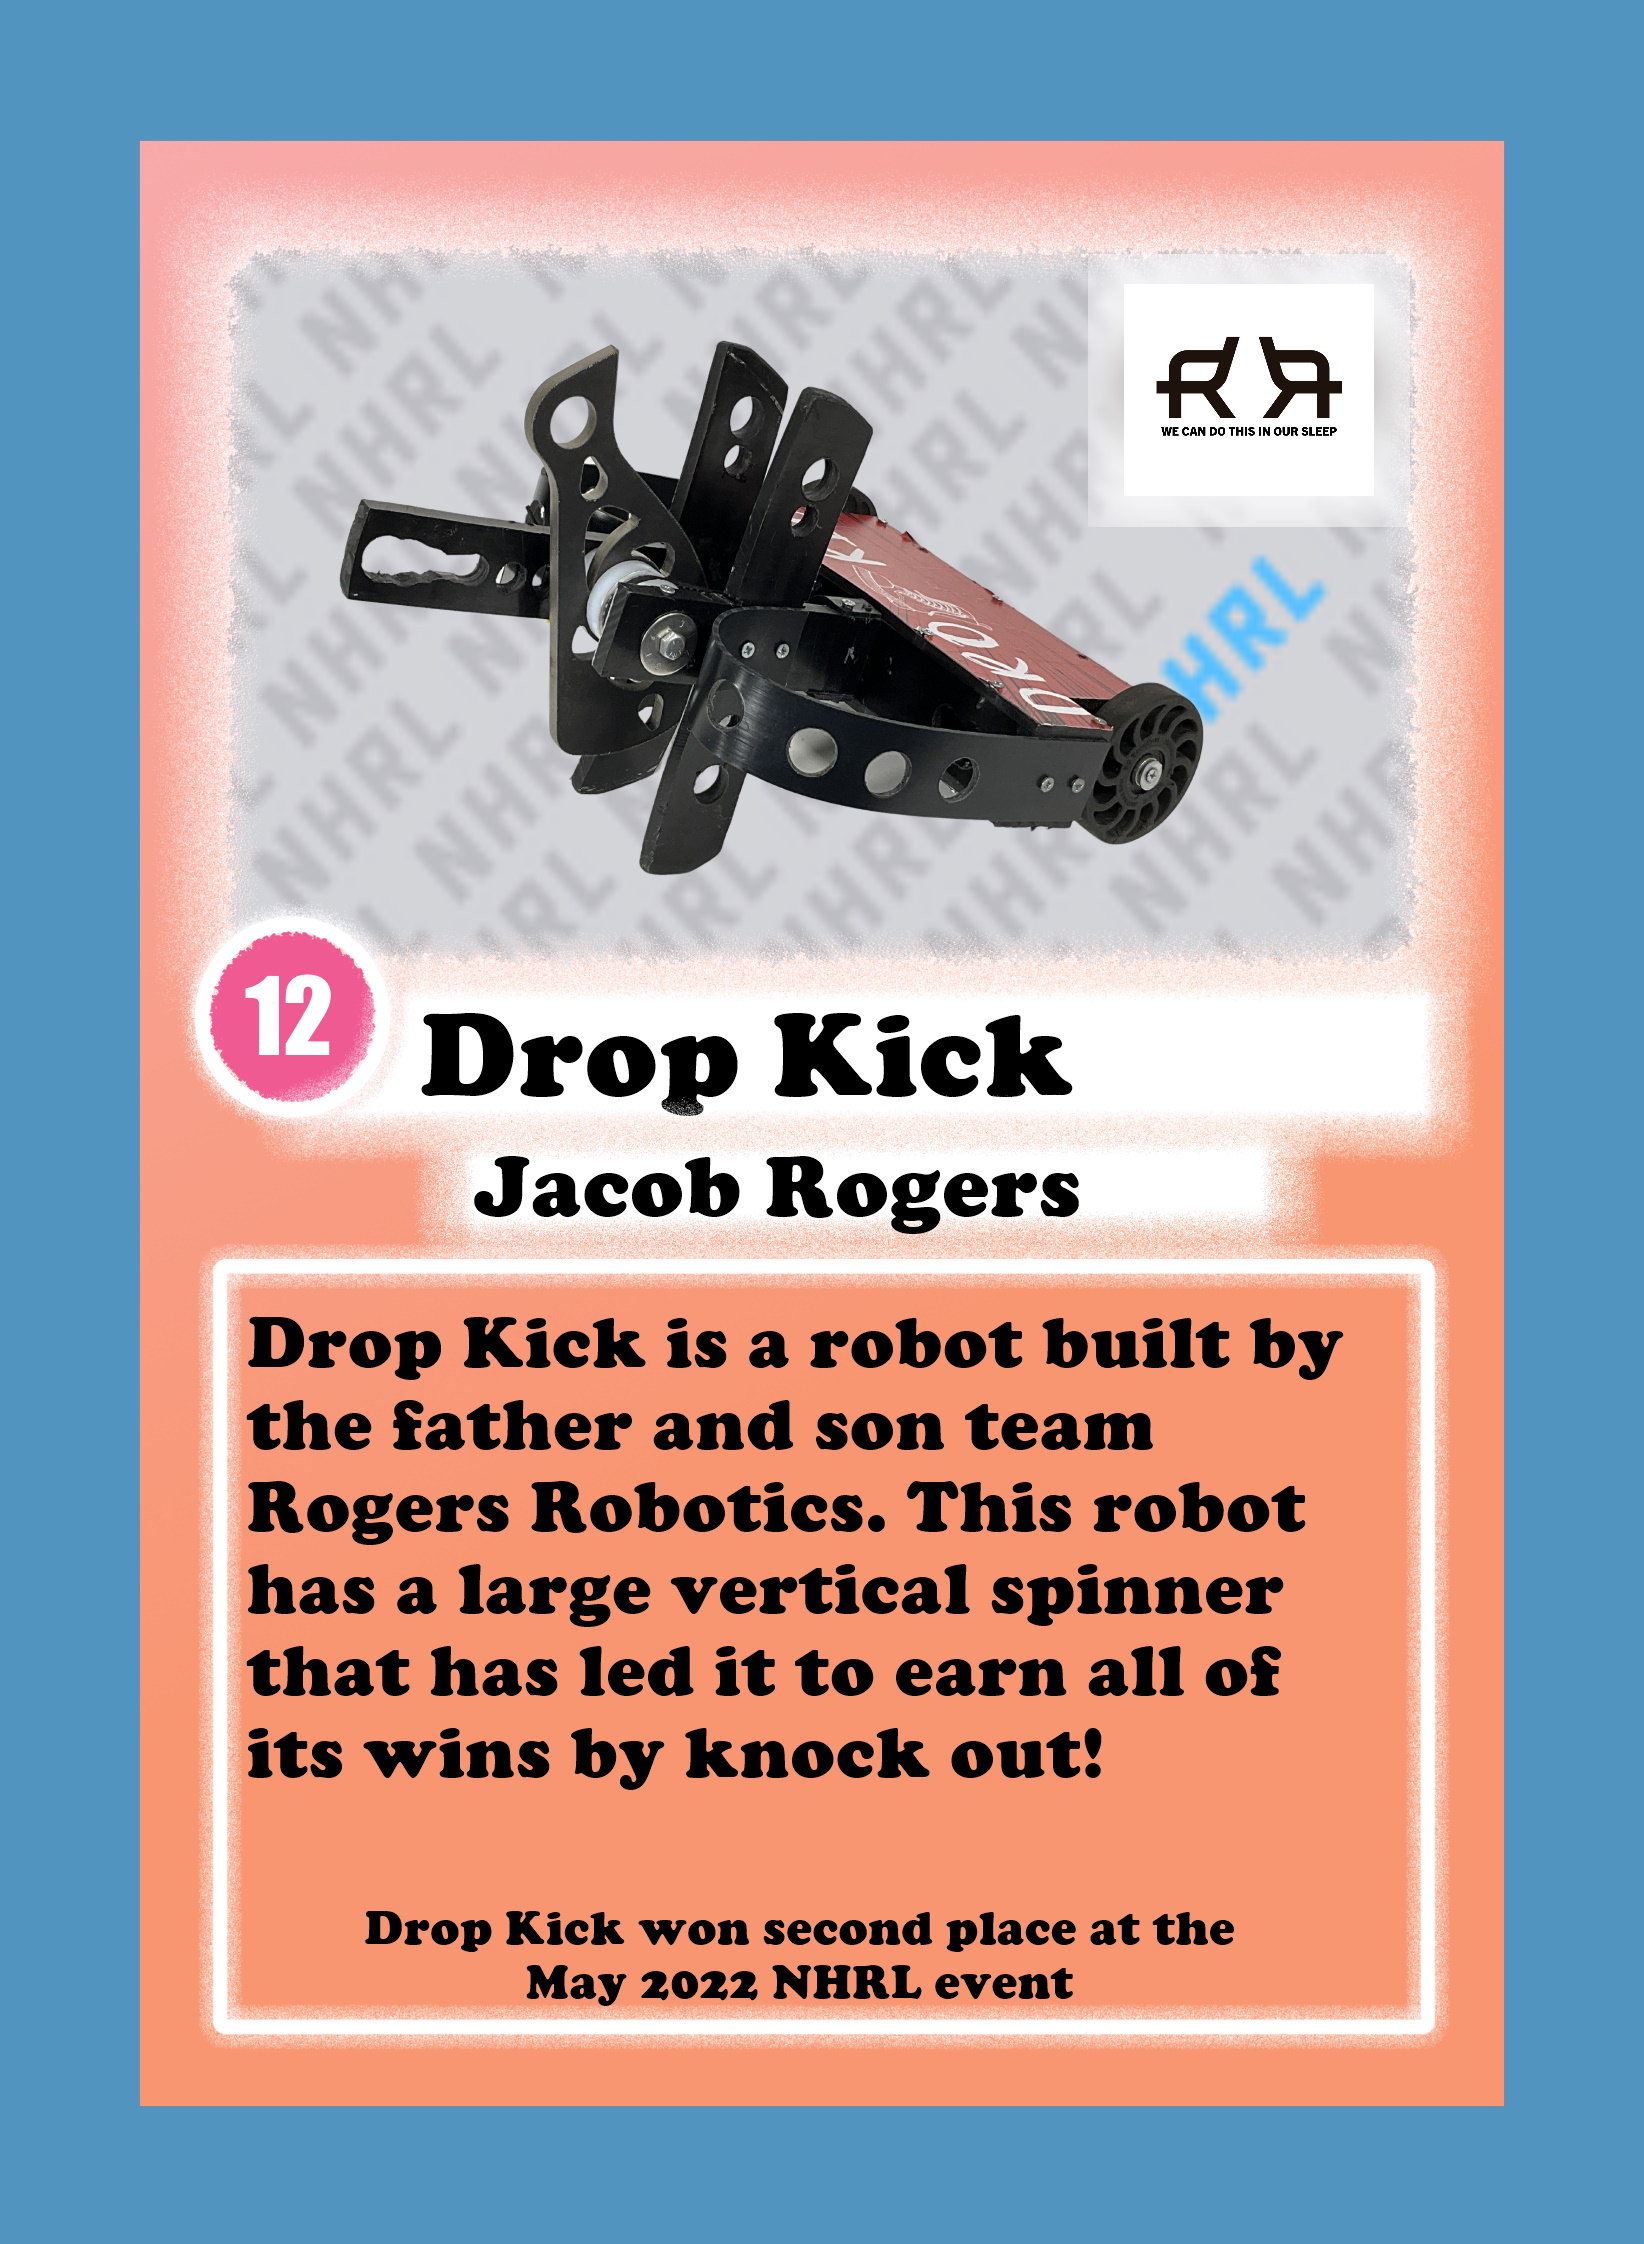 NHRL
WE CAN DO THIS IN OUR SLEEP
DROP
12
Drop Kick
Jacob Rogers
Drop Kick is a robot built by
the father and son team
Rogers Robotics. This robot
has a large vertical spinner
that has led it to earn all of
its wins by knock out!
Drop Kick won second place at the
May 2022 NHRL event